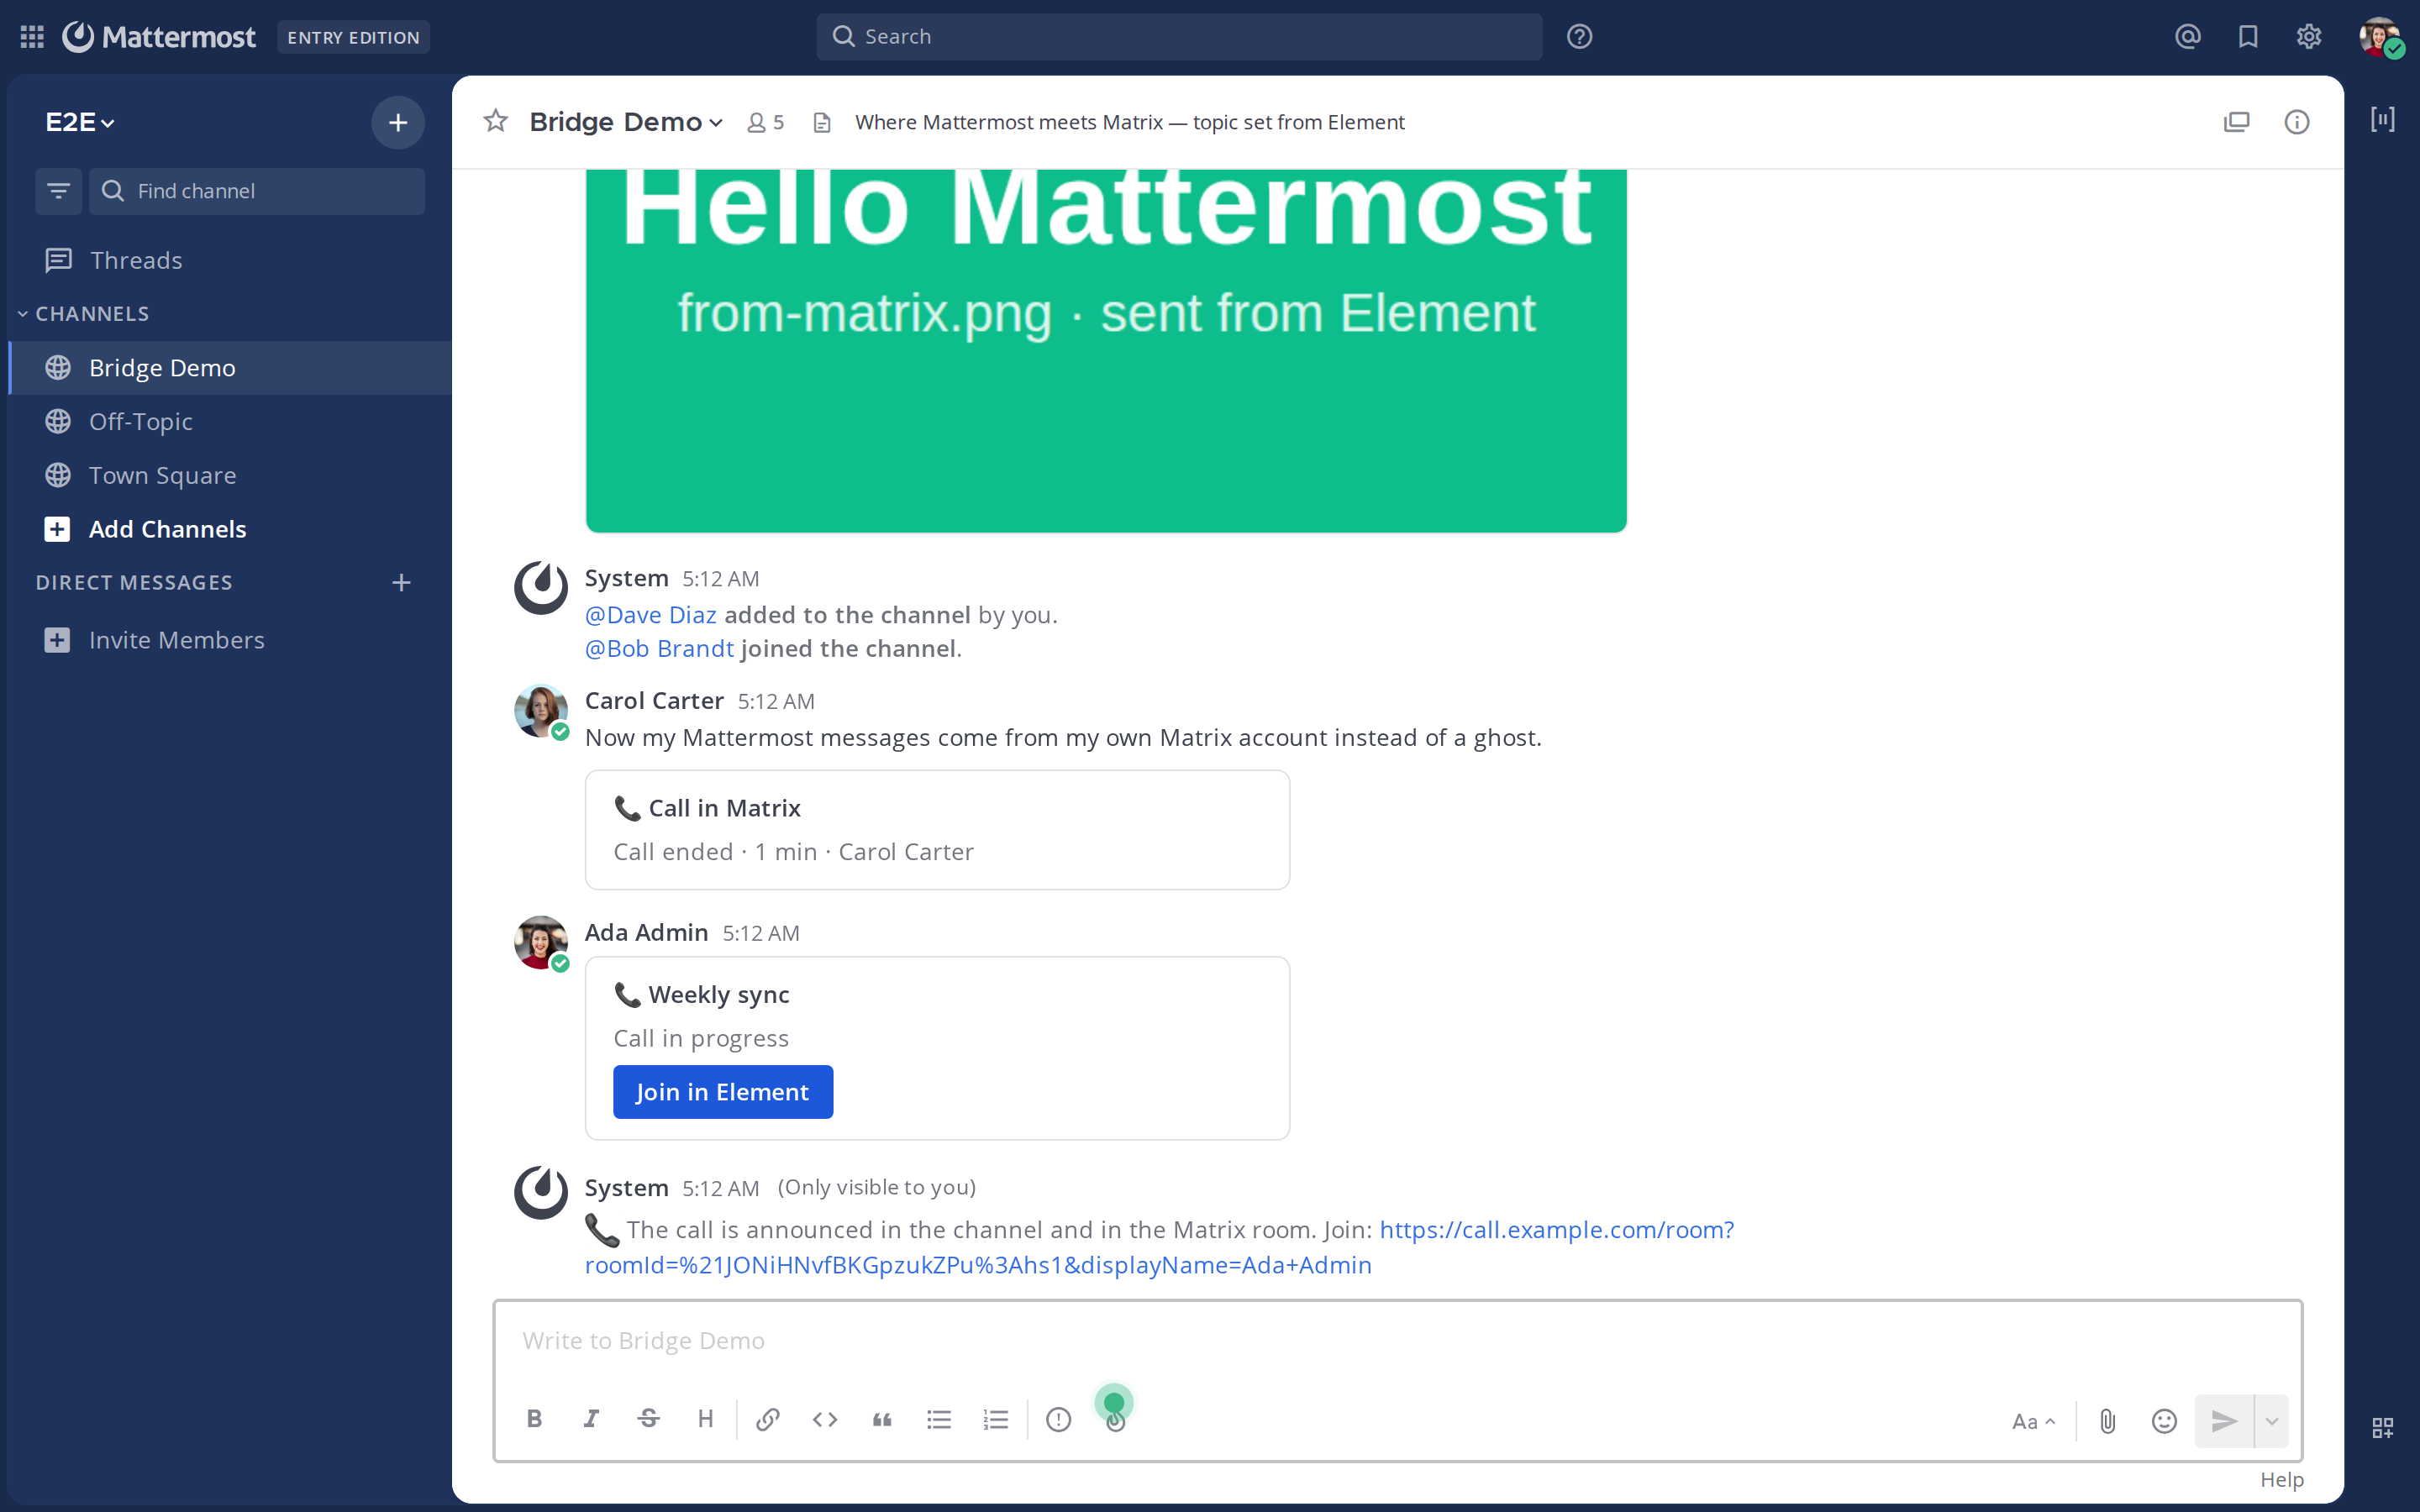 Mattermost ENTRY EDITION
Search
E2E
Find channel
Threads
CHANNELS
Bridge Demo
Off-Topic
Town Square
Add Channels
DIRECT MESSAGES
Invite Members
Bridge Demo 5 Where Mattermost meets Matrix — topic set from Element
Hello Mattermost
from-matrix.png · sent from Element
System 5:12 AM
@Dave Diaz added to the channel by you.
@Bob Brandt joined the channel.
Carol Carter 5:12 AM
Now my Mattermost messages come from my own Matrix account instead of a ghost.
Call in Matrix
Call ended · 1 min · Carol Carter
Ada Admin 5:12 AM
Weekly sync
Call in progress
Join in Element
System 5:12 AM (Only visible to you)
The call is announced in the channel and in the Matrix room. Join: https://call.example.com/room?
roomId=%21JONiHNvfBKGpzukZPu%3Ahs1&displayName=Ada+Admin
Write to Bridge Demo
B I S H Aa
Help